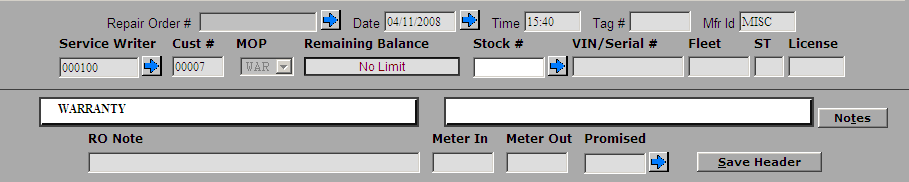 Repair Order # Date 04/11/2008 Time 15:40 Tag # Mfr Id MISC
Service Writer Cust # MOP Remaining Balance Stock # VIN/Serial # Fleet ST License
000100 00007 WAR No Limit
WARRANTY
Notes
RO Note Meter In Meter Out Promised
Save Header